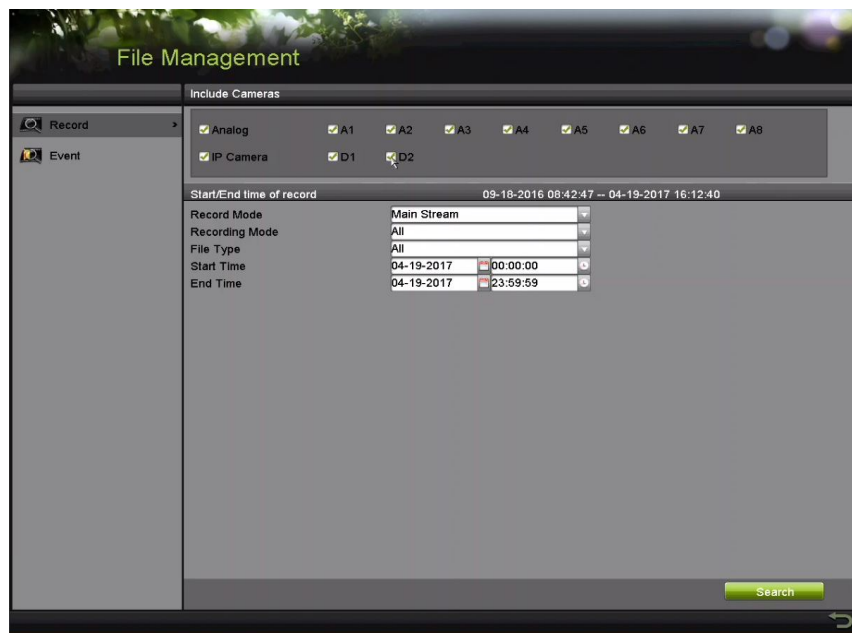 File Management
Include Cameras
Record
Event
Analog A1 A2 A3 A4 A5 A6 A7 A8
IP Camera D1 D2
Start/End time of record 09-18-2016 08:42:47 -- 04-19-2017 16:12:40
Record Mode Main Stream
Recording Mode All
File Type All
Start Time 04-19-2017 00:00:00
End Time 04-19-2017 23:59:59
Search